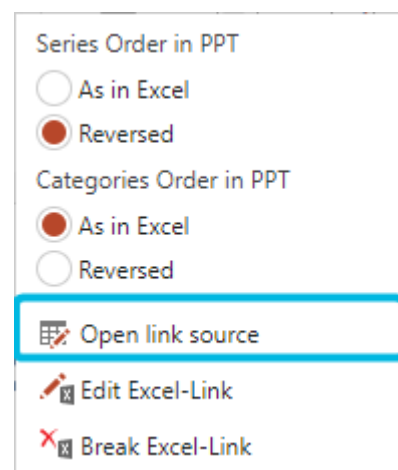 Series Order in PPT
As in Excel
Reversed
Categories Order in PPT
As in Excel
Reversed
Open link source
Edit Excel-Link
Break Excel-Link